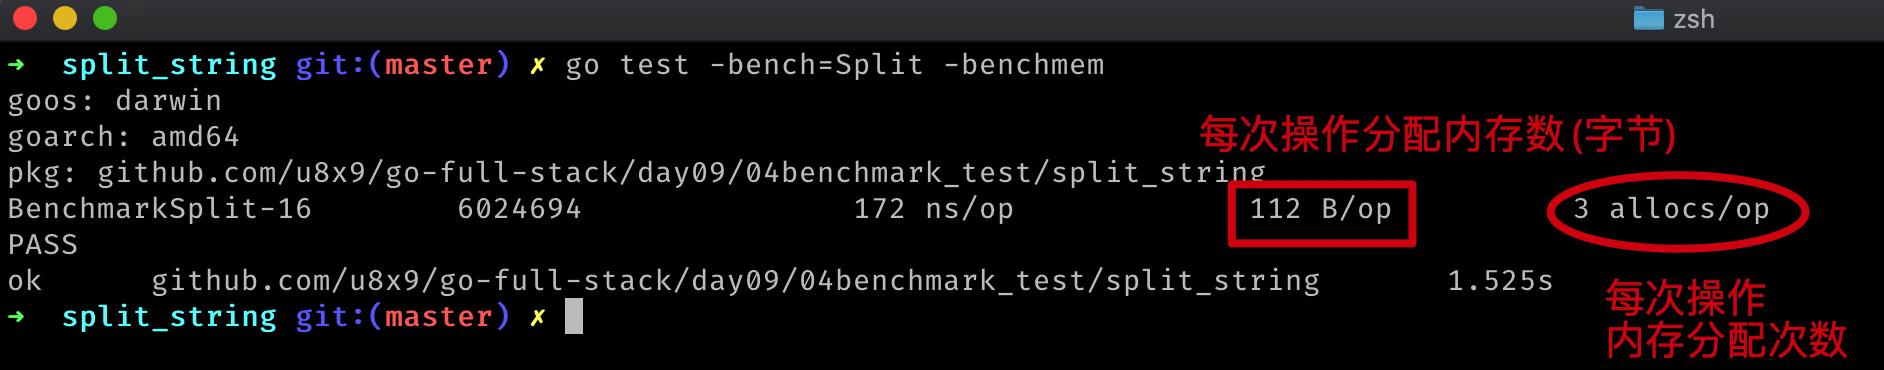 zsh
➜ split_string git:(master) ✗ go test -bench=Split -benchmem
goos: darwin
goarch: amd64
每次操作分配内存数(字节)
pkg: github.com/u8x9/go-full-stack/day09/04benchmark_test/split_string
BenchmarkSplit-16 6024694 172 ns/op 112 B/op 3 allocs/op
PASS
ok github.com/u8x9/go-full-stack/day09/04benchmark_test/split_string 1.525s
每次操作
内存分配次数
➜ split_string git:(master) ✗